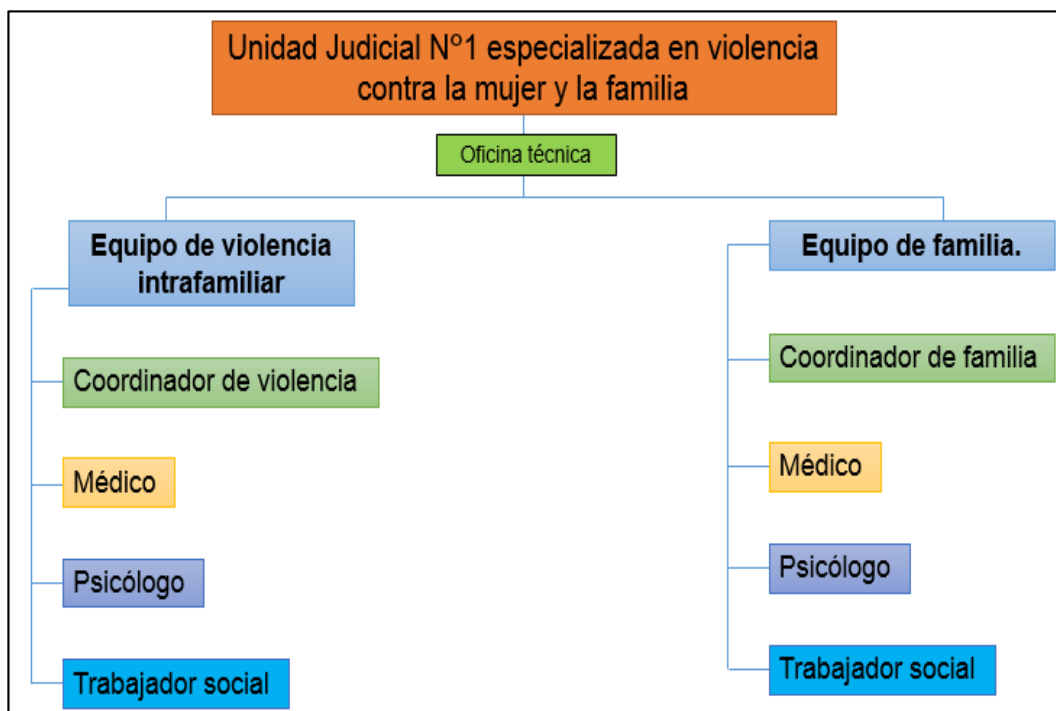 Unidad Judicial Nº1 especializada en violencia
contra la mujer y la familia
Oficina técnica
Equipo de violencia
intrafamiliar
Coordinador de violencia
Médico
Psicólogo
Trabajador social
Equipo de familia.
Coordinador de familia
Médico
Psicólogo
Trabajador social